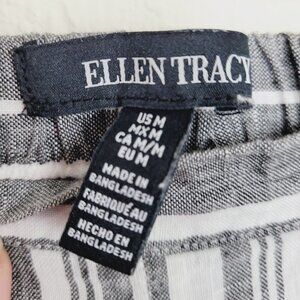 ELLEN TRACY
US M
MX M
CA M/M
EU M
MADE IN
BANGLADESH
FABRIQUÉ AU
BANGLADESH
HECHO EN
BANGLADESH